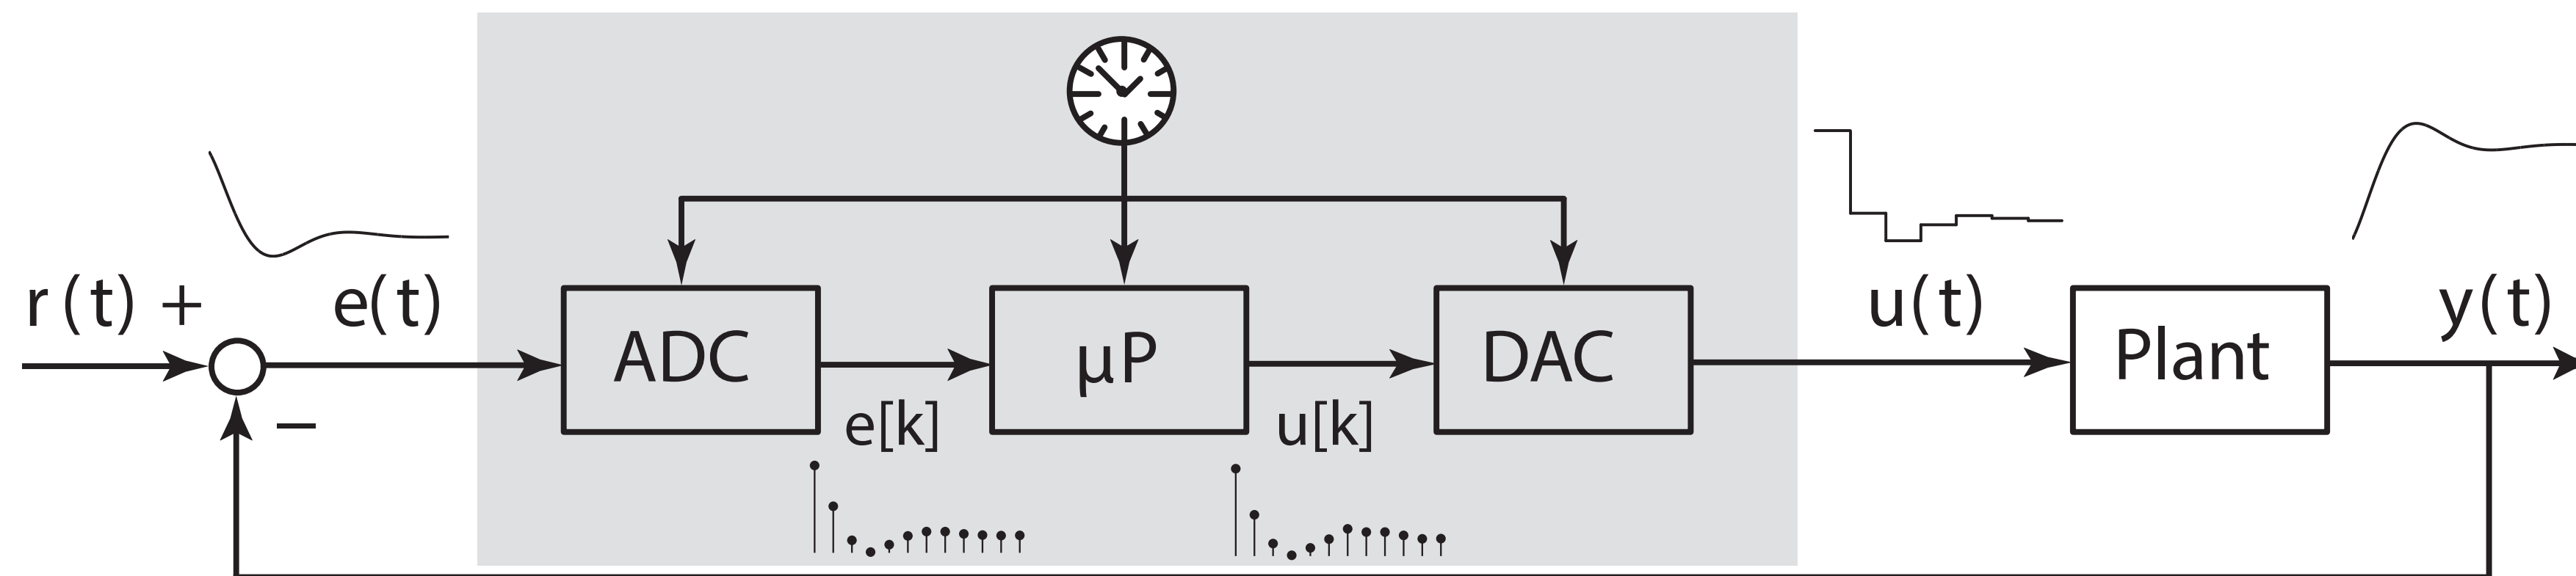 r(t) +
e(t)
ADC
µP
DAC
u(t)
Plant
y(t)
−
e[k]
u[k]